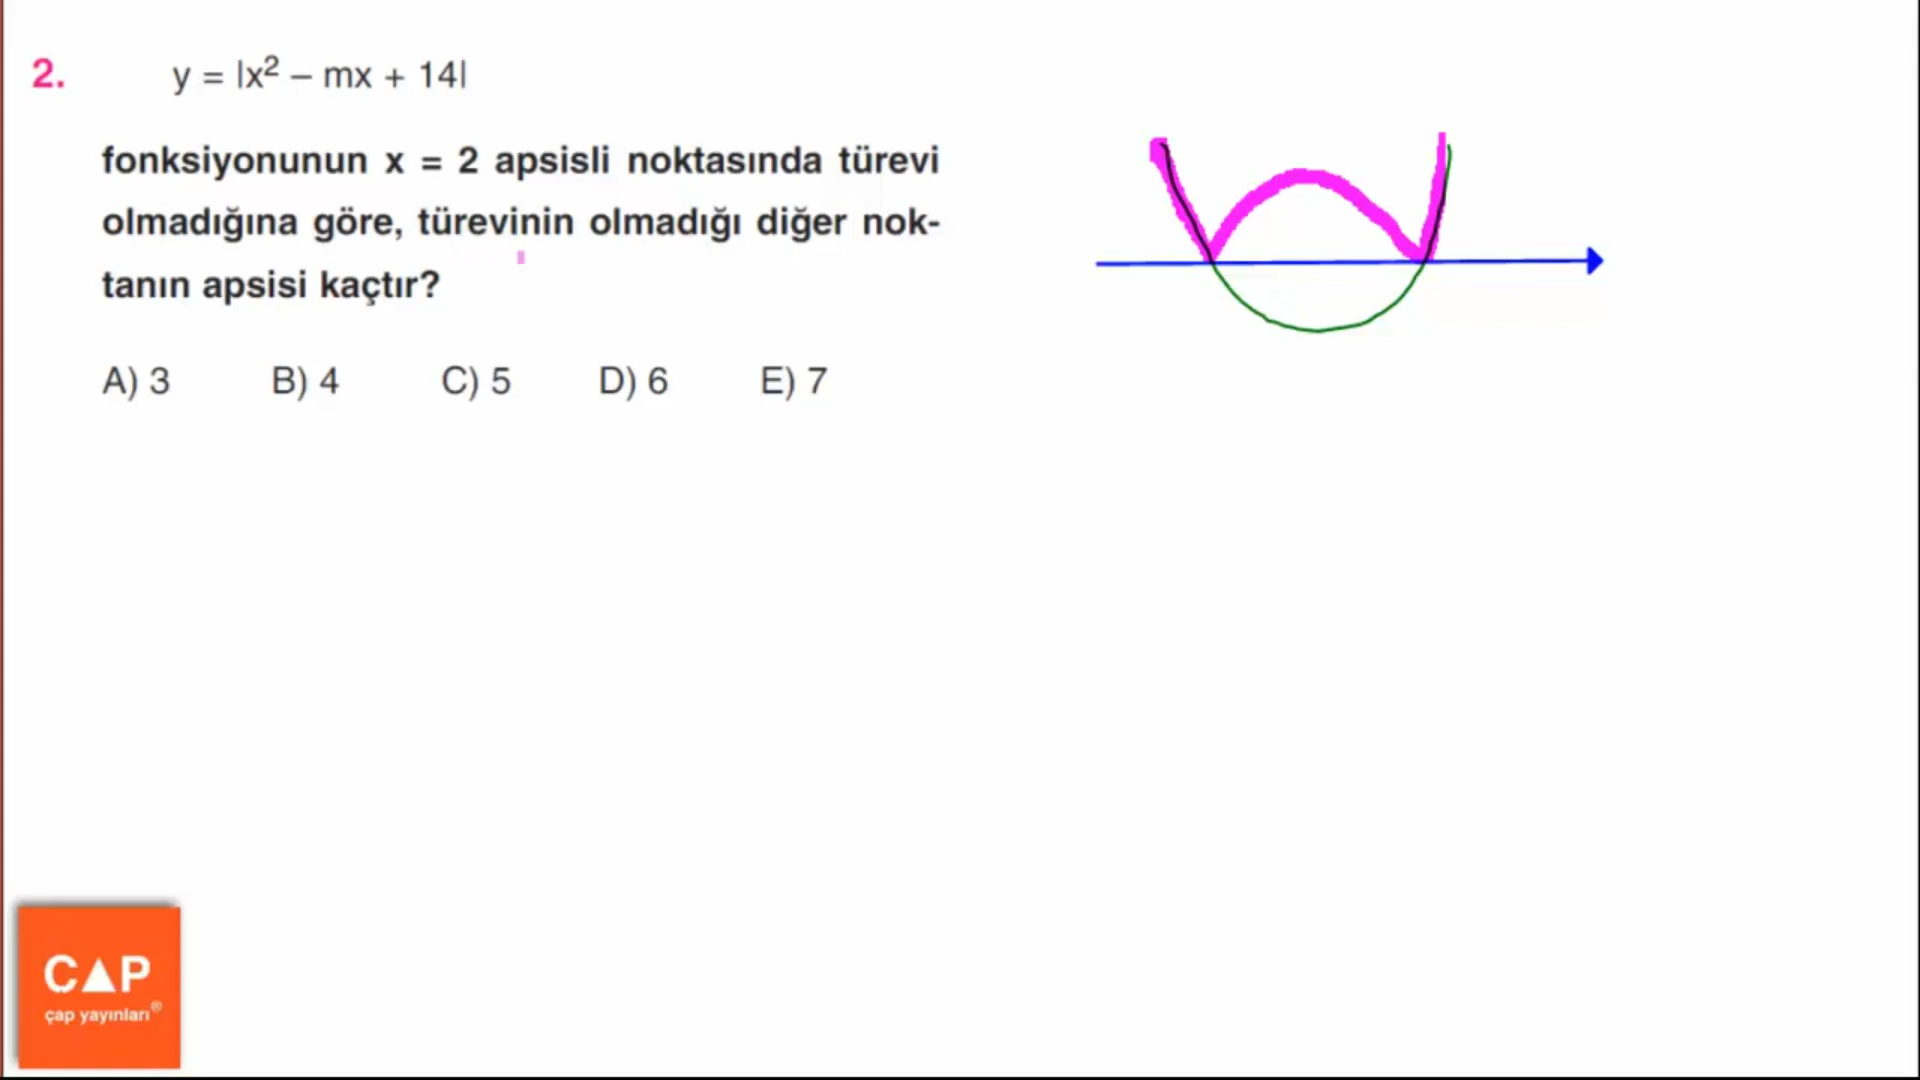 2. y = |x² – mx + 14|
fonksiyonunun x = 2 apsisli noktasında türevi
olmadığına göre, türevinin olmadığı diğer nok-
tanın apsisi kaçtır?
A) 3 B) 4 C) 5 D) 6 E) 7
ÇAP
çap yayınları®